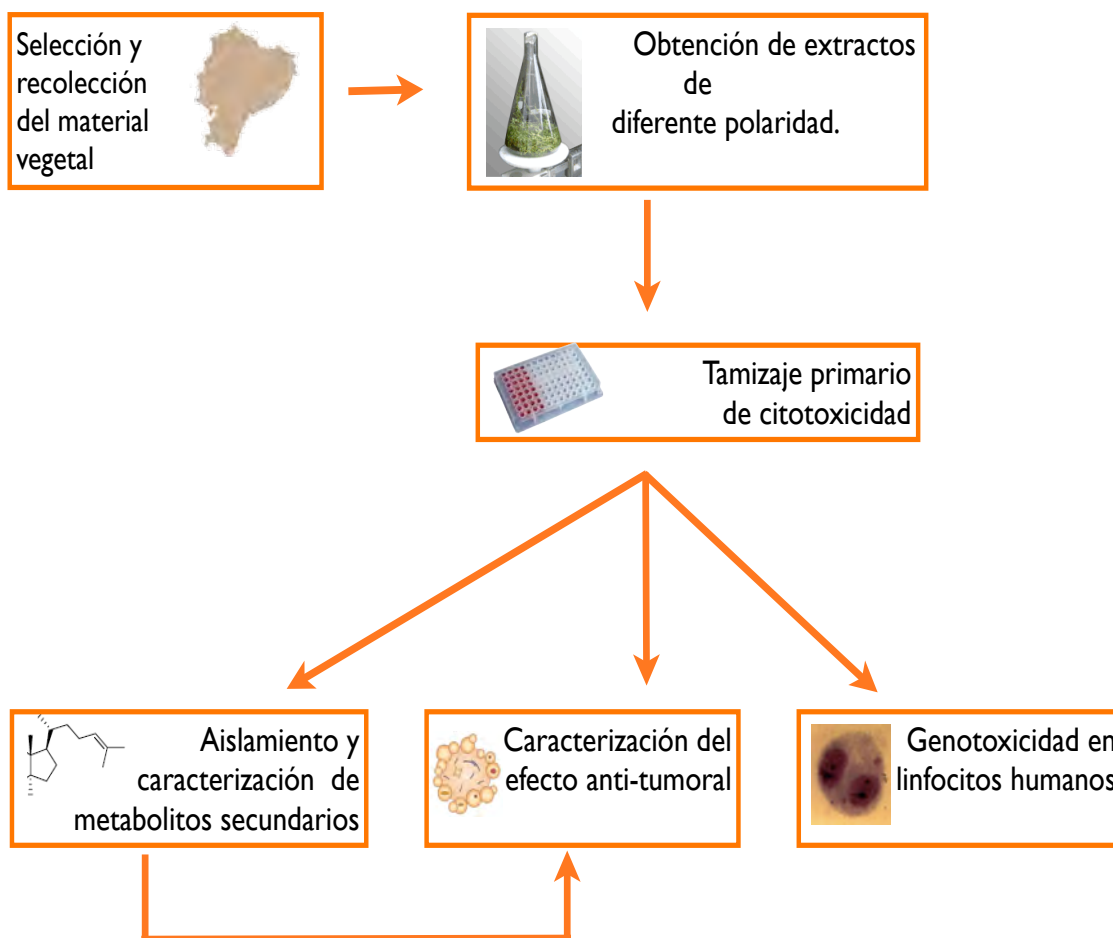 Selección y
recolección
del material
vegetal
Obtención de extractos
de
diferente polaridad.
Tamizaje primario
de citotoxicidad
Aislamiento y
caracterización de
metabolitos secundarios
Caracterización del
efecto anti-tumoral
Genotoxicidad en
linfocitos humanos